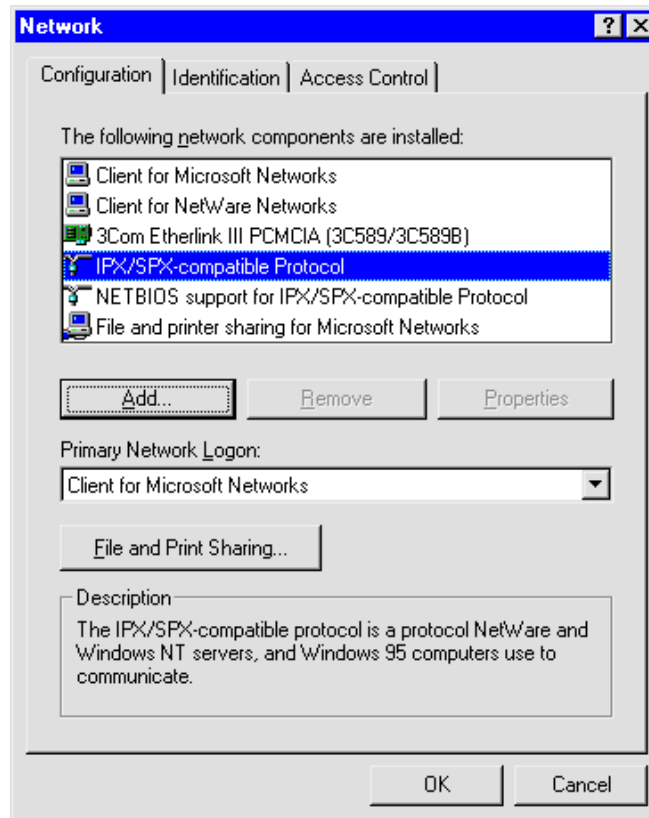 Network
Configuration Identification Access Control
The following network components are installed:
Client for Microsoft Networks
Client for NetWare Networks
3Com Etherlink III PCMCIA (3C589/3C589B)
IPX/SPX-compatible Protocol
NETBIOS support for IPX/SPX-compatible Protocol
File and printer sharing for Microsoft Networks
Add... Remove Properties
Primary Network Logon:
Client for Microsoft Networks
File and Print Sharing...
Description
The IPX/SPX-compatible protocol is a protocol NetWare and
Windows NT servers, and Windows 95 computers use to
communicate.
OK Cancel